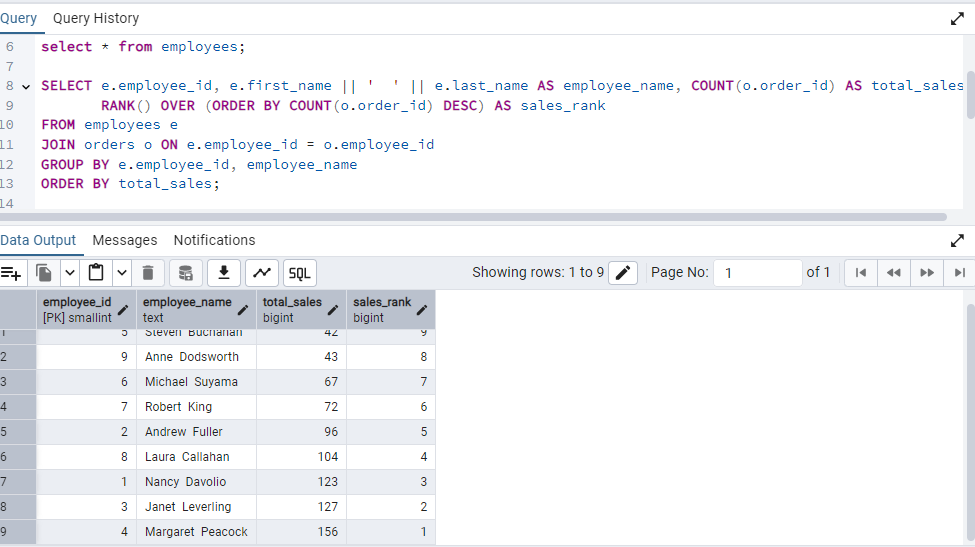 Query Query History
6 select * from employees;
7
8 SELECT e.employee_id, e.first_name || '  ' || e.last_name AS employee_name, COUNT(o.order_id) AS total_sales
9 RANK() OVER (ORDER BY COUNT(o.order_id) DESC) AS sales_rank
10 FROM employees e
11 JOIN orders o ON e.employee_id = o.employee_id
12 GROUP BY e.employee_id, employee_name
13 ORDER BY total_sales;
14
Data Output Messages Notifications
SQL Showing rows: 1 to 9 Page No: 1 of 1
employee_id employee_name total_sales sales_rank
[PK] smallint text bigint bigint
1 5 Steven Buchanan 42 9
2 9 Anne Dodsworth 43 8
3 6 Michael Suyama 67 7
4 7 Robert King 72 6
5 2 Andrew Fuller 96 5
6 8 Laura Callahan 104 4
7 1 Nancy Davolio 123 3
8 3 Janet Leverling 127 2
9 4 Margaret Peacock 156 1